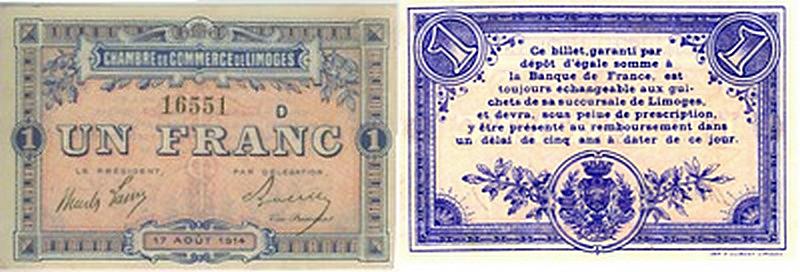 CHAMBRE DE COMMERCE DE LIMOGES
16551 D
1 UN FRANC 1
LE PRÉSIDENT, PAR DÉLÉGATION
17 AOUT 1914
1 1
Ce billet, garanti par
dépôt d'égale somme à
la Banque de France, est
toujours échangeable aux gui-
chets de sa succursale de Limoges,
et devra, sous peine de prescription,
y être présenté au remboursement dans
un délai de cinq ans à dater de ce jour.